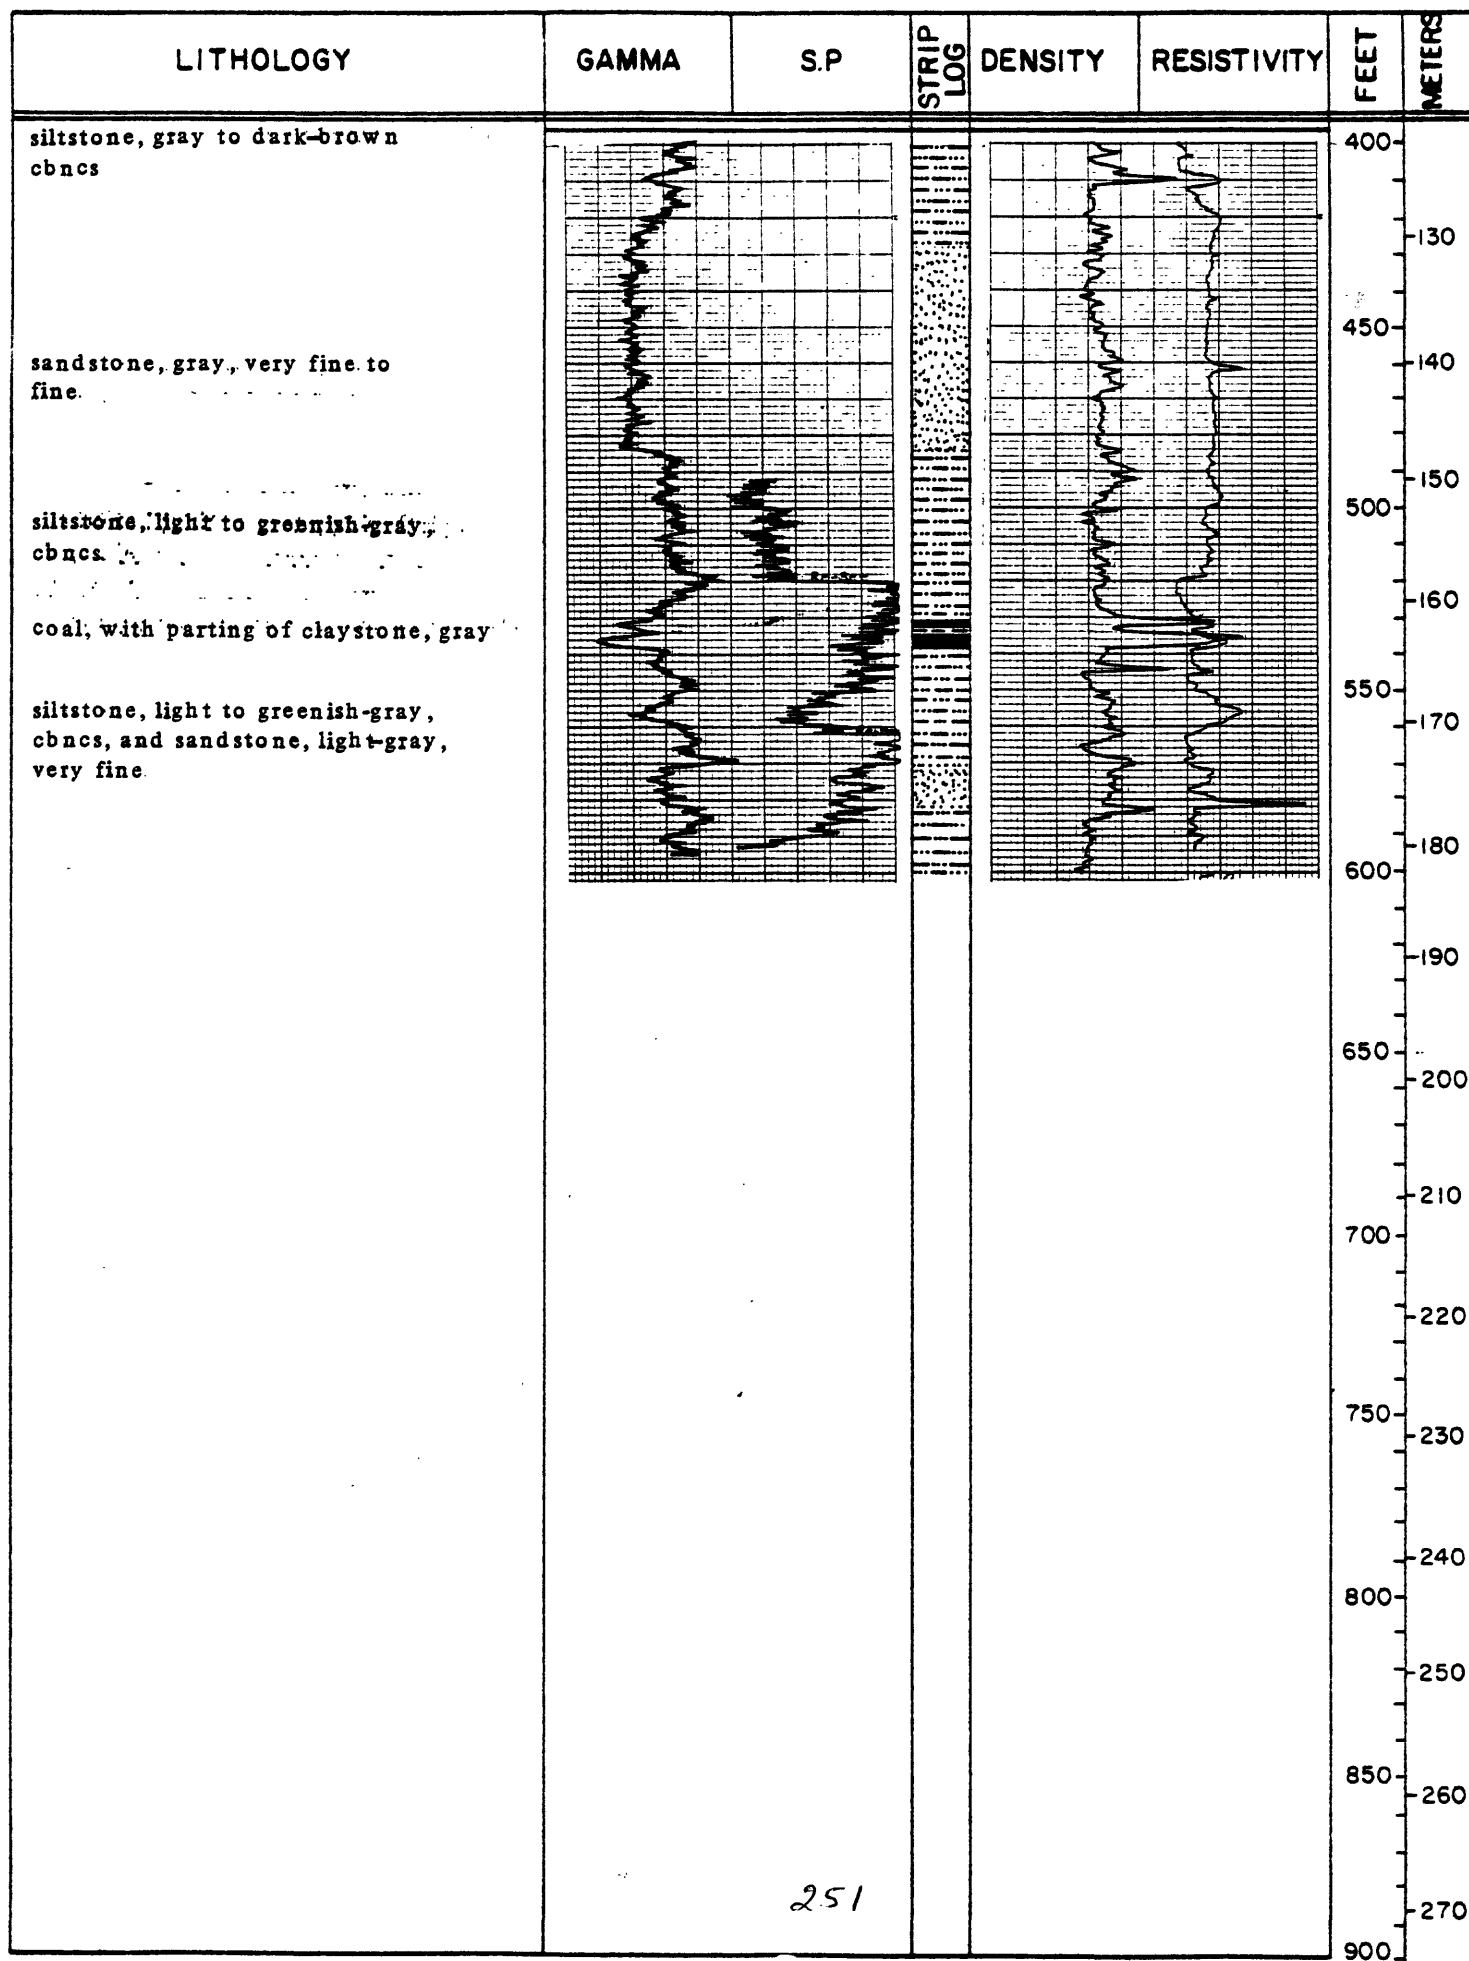 LITHOLOGY
GAMMA
S.P
STRIP LOG
DENSITY
RESISTIVITY
FEET
METERS
siltstone, gray to dark-brown
cbncs
sandstone, gray, very fine to
fine.
siltstone, light to greenish-gray,
cbncs.
coal, with parting of claystone, gray
siltstone, light to greenish-gray,
cbncs, and sandstone, light-gray,
very fine.
400
130
450
140
150
500
160
550
170
180
600
190
650
200
210
700
220
750
230
240
800
250
850
260
270
900
251